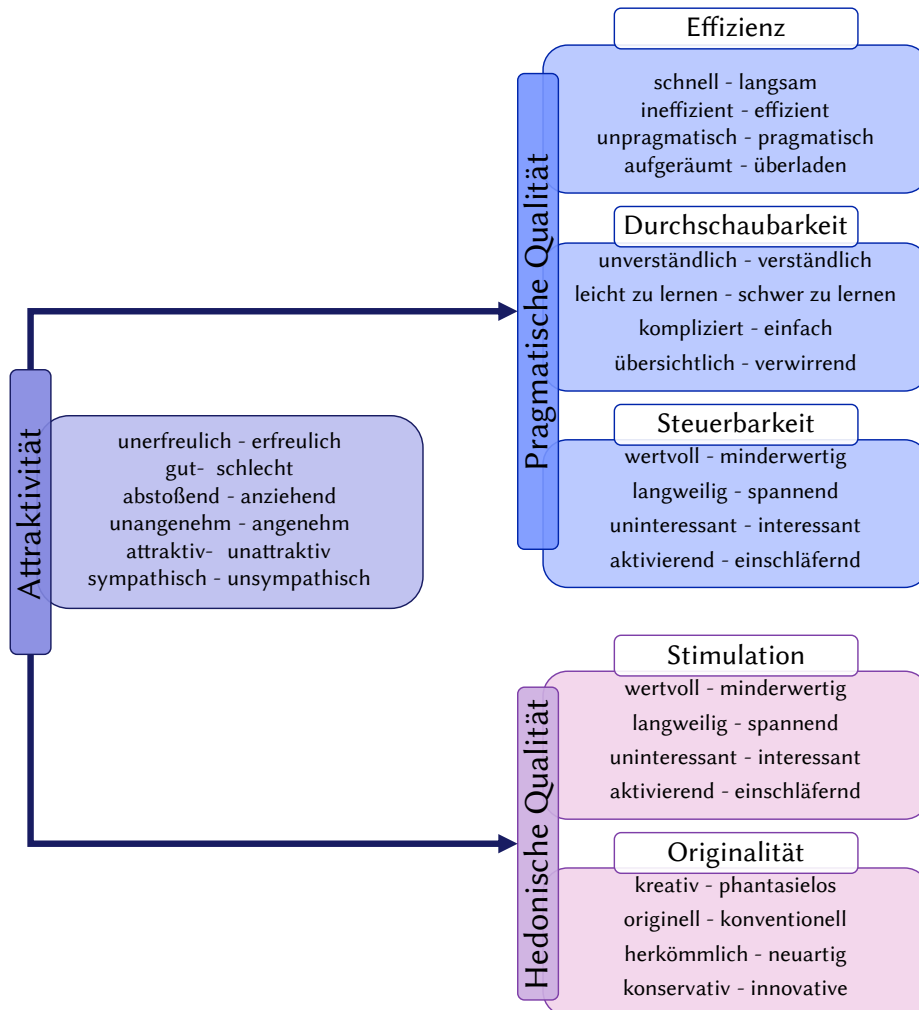 Attraktivität
unerfreulich - erfreulich
gut- schlecht
abstoßend - anziehend
unangenehm - angenehm
attraktiv- unattraktiv
sympathisch - unsympathisch
Pragmatische Qualität
Effizienz
schnell - langsam
ineffizient - effizient
unpragmatisch - pragmatisch
aufgeräumt - überladen
Durchschaubarkeit
unverständlich - verständlich
leicht zu lernen - schwer zu lernen
kompliziert - einfach
übersichtlich - verwirrend
Steuerbarkeit
wertvoll - minderwertig
langweilig - spannend
uninteressant - interessant
aktivierend - einschläfernd
Hedonische Qualität
Stimulation
wertvoll - minderwertig
langweilig - spannend
uninteressant - interessant
aktivierend - einschläfernd
Originalität
kreativ - phantasielos
originell - konventionell
herkömmlich - neuartig
konservativ - innovative